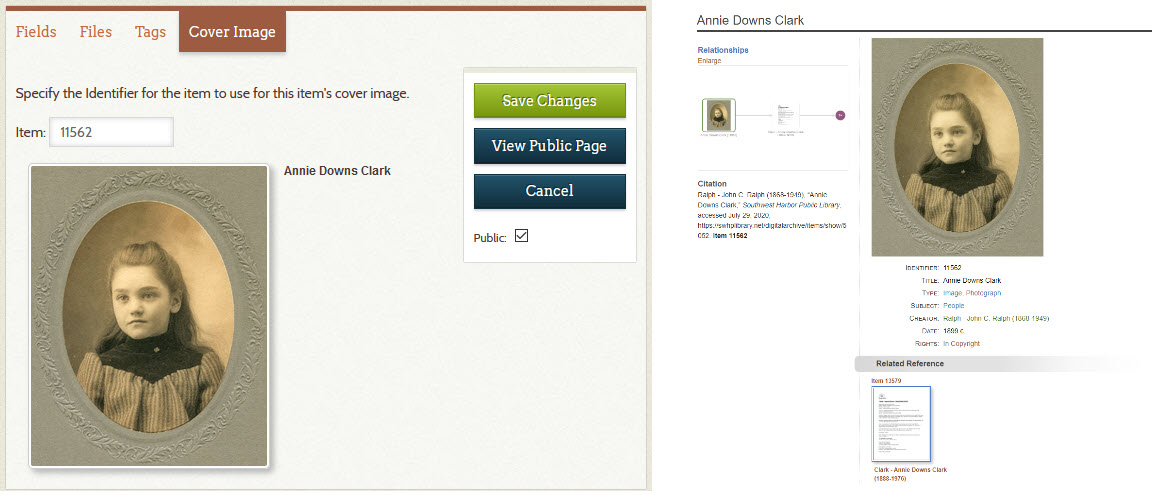 Fields Files Tags Cover Image
Specify the Identifier for the item to use for this item's cover image.
Item: 11562
Annie Downs Clark
Save Changes
View Public Page
Cancel
Public:
Annie Downs Clark
Relationships
Enlarge
Citation
Ralph - John C. Ralph (1868-1949), “Annie
Downs Clark,” Southwest Harbor Public Library,
accessed July 29, 2020,
https://swhplibrary.net/digitalarchive/items/show/5
052. Item 11562
IDENTIFIER: 11562
TITLE: Annie Downs Clark
TYPE: Image, Photograph
SUBJECT: People
CREATOR: Ralph - John C. Ralph (1868-1949)
DATE: 1899 c.
RIGHTS: In Copyright
Related Reference
Item 13579
Clark - Annie Downs Clark
(1888-1976)